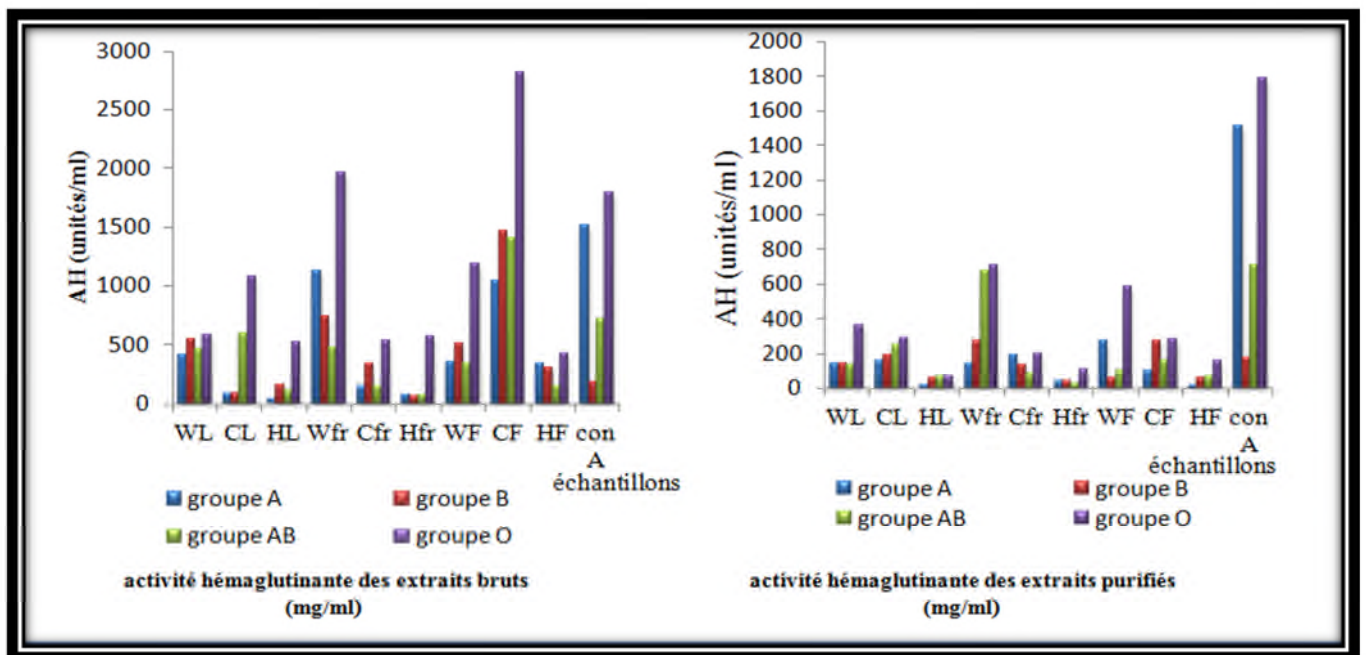 3000
2500
2000
1500
1000
500
0
AH (unités/ml)
WL CL HL Wfr Cfr Hfr WF CF HF con
A
échantillons
groupe A groupe B
groupe AB groupe O
activité hémaglutinante des extraits bruts
(mg/ml)
2000
1800
1600
1400
1200
1000
800
600
400
200
0
AH (unités/ml)
WL CL HL Wfr Cfr Hfr WF CF HF con
A
échantillons
groupe A groupe B
groupe AB groupe O
activité hémaglutinante des extraits purifiés
(mg/ml)